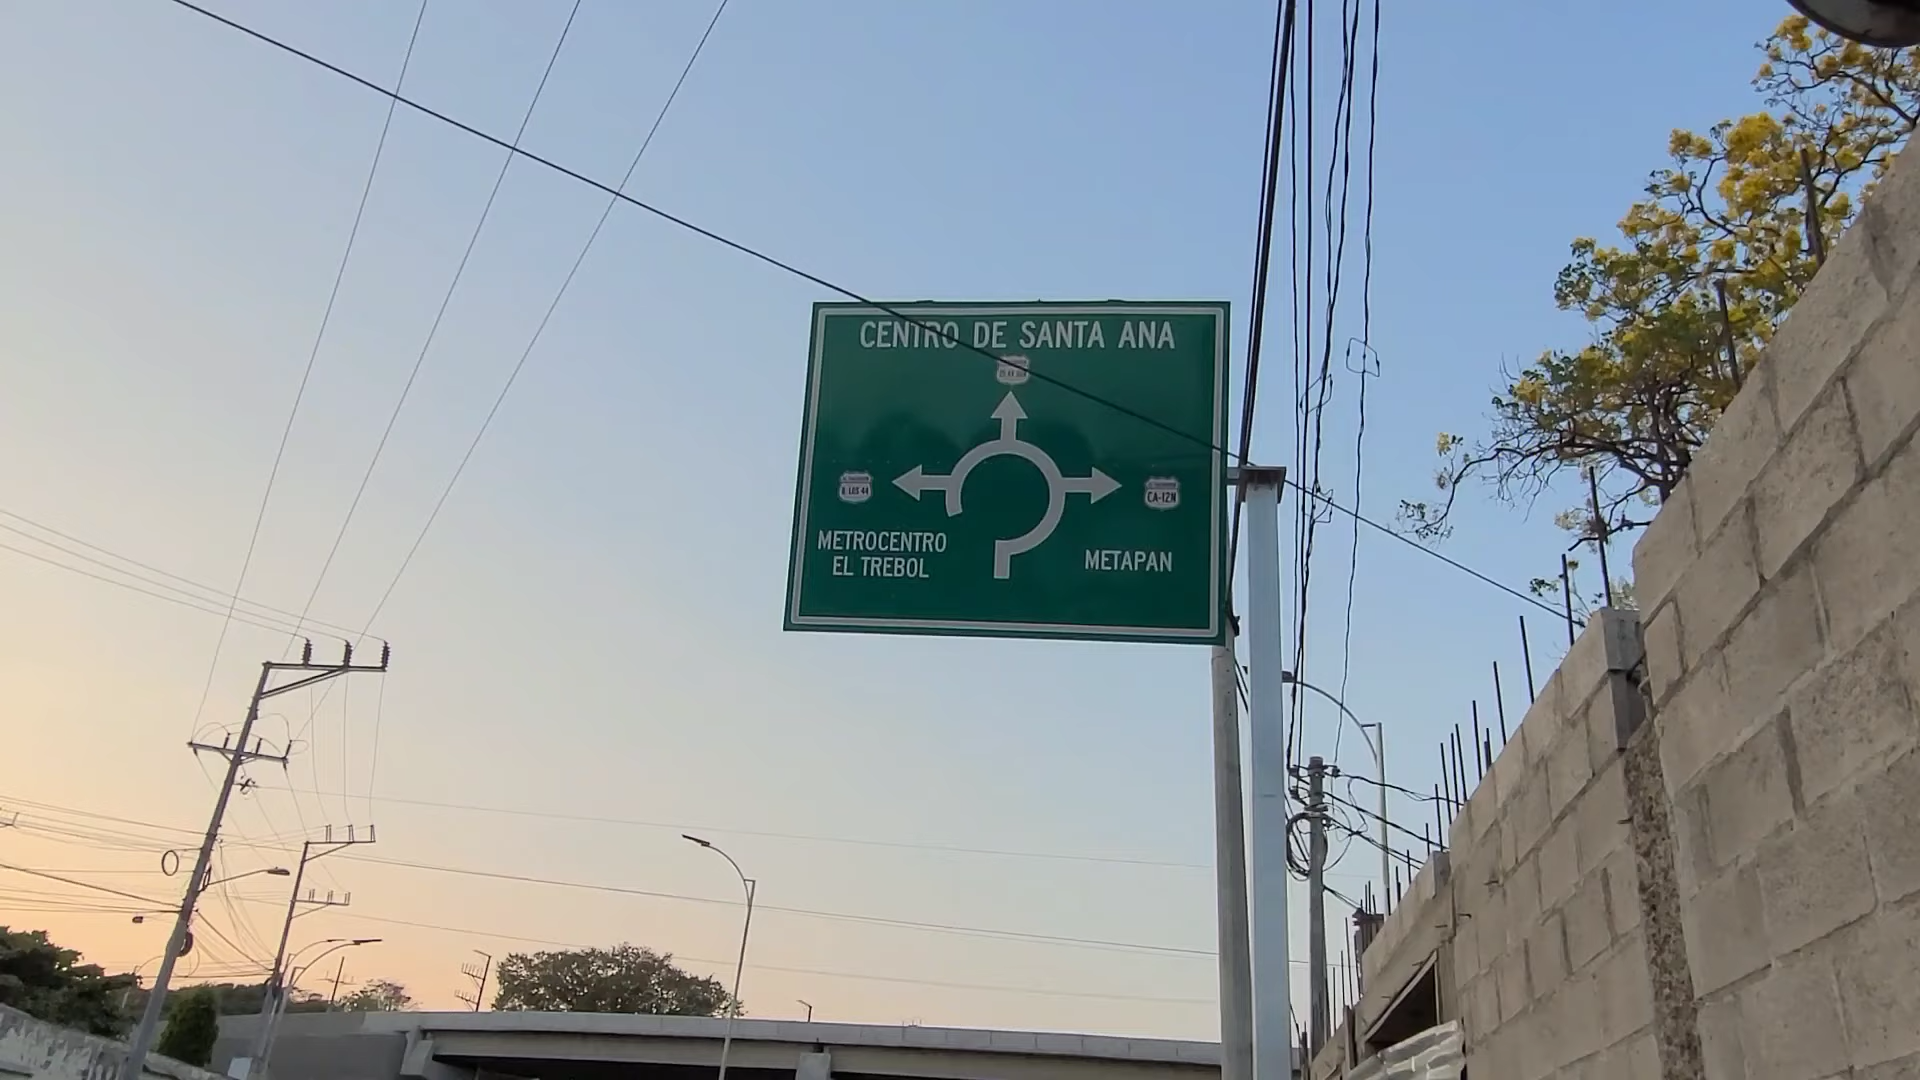 CENTRO DE SANTA ANA
METROCENTRO
EL TREBOL
CA-12N
METAPAN